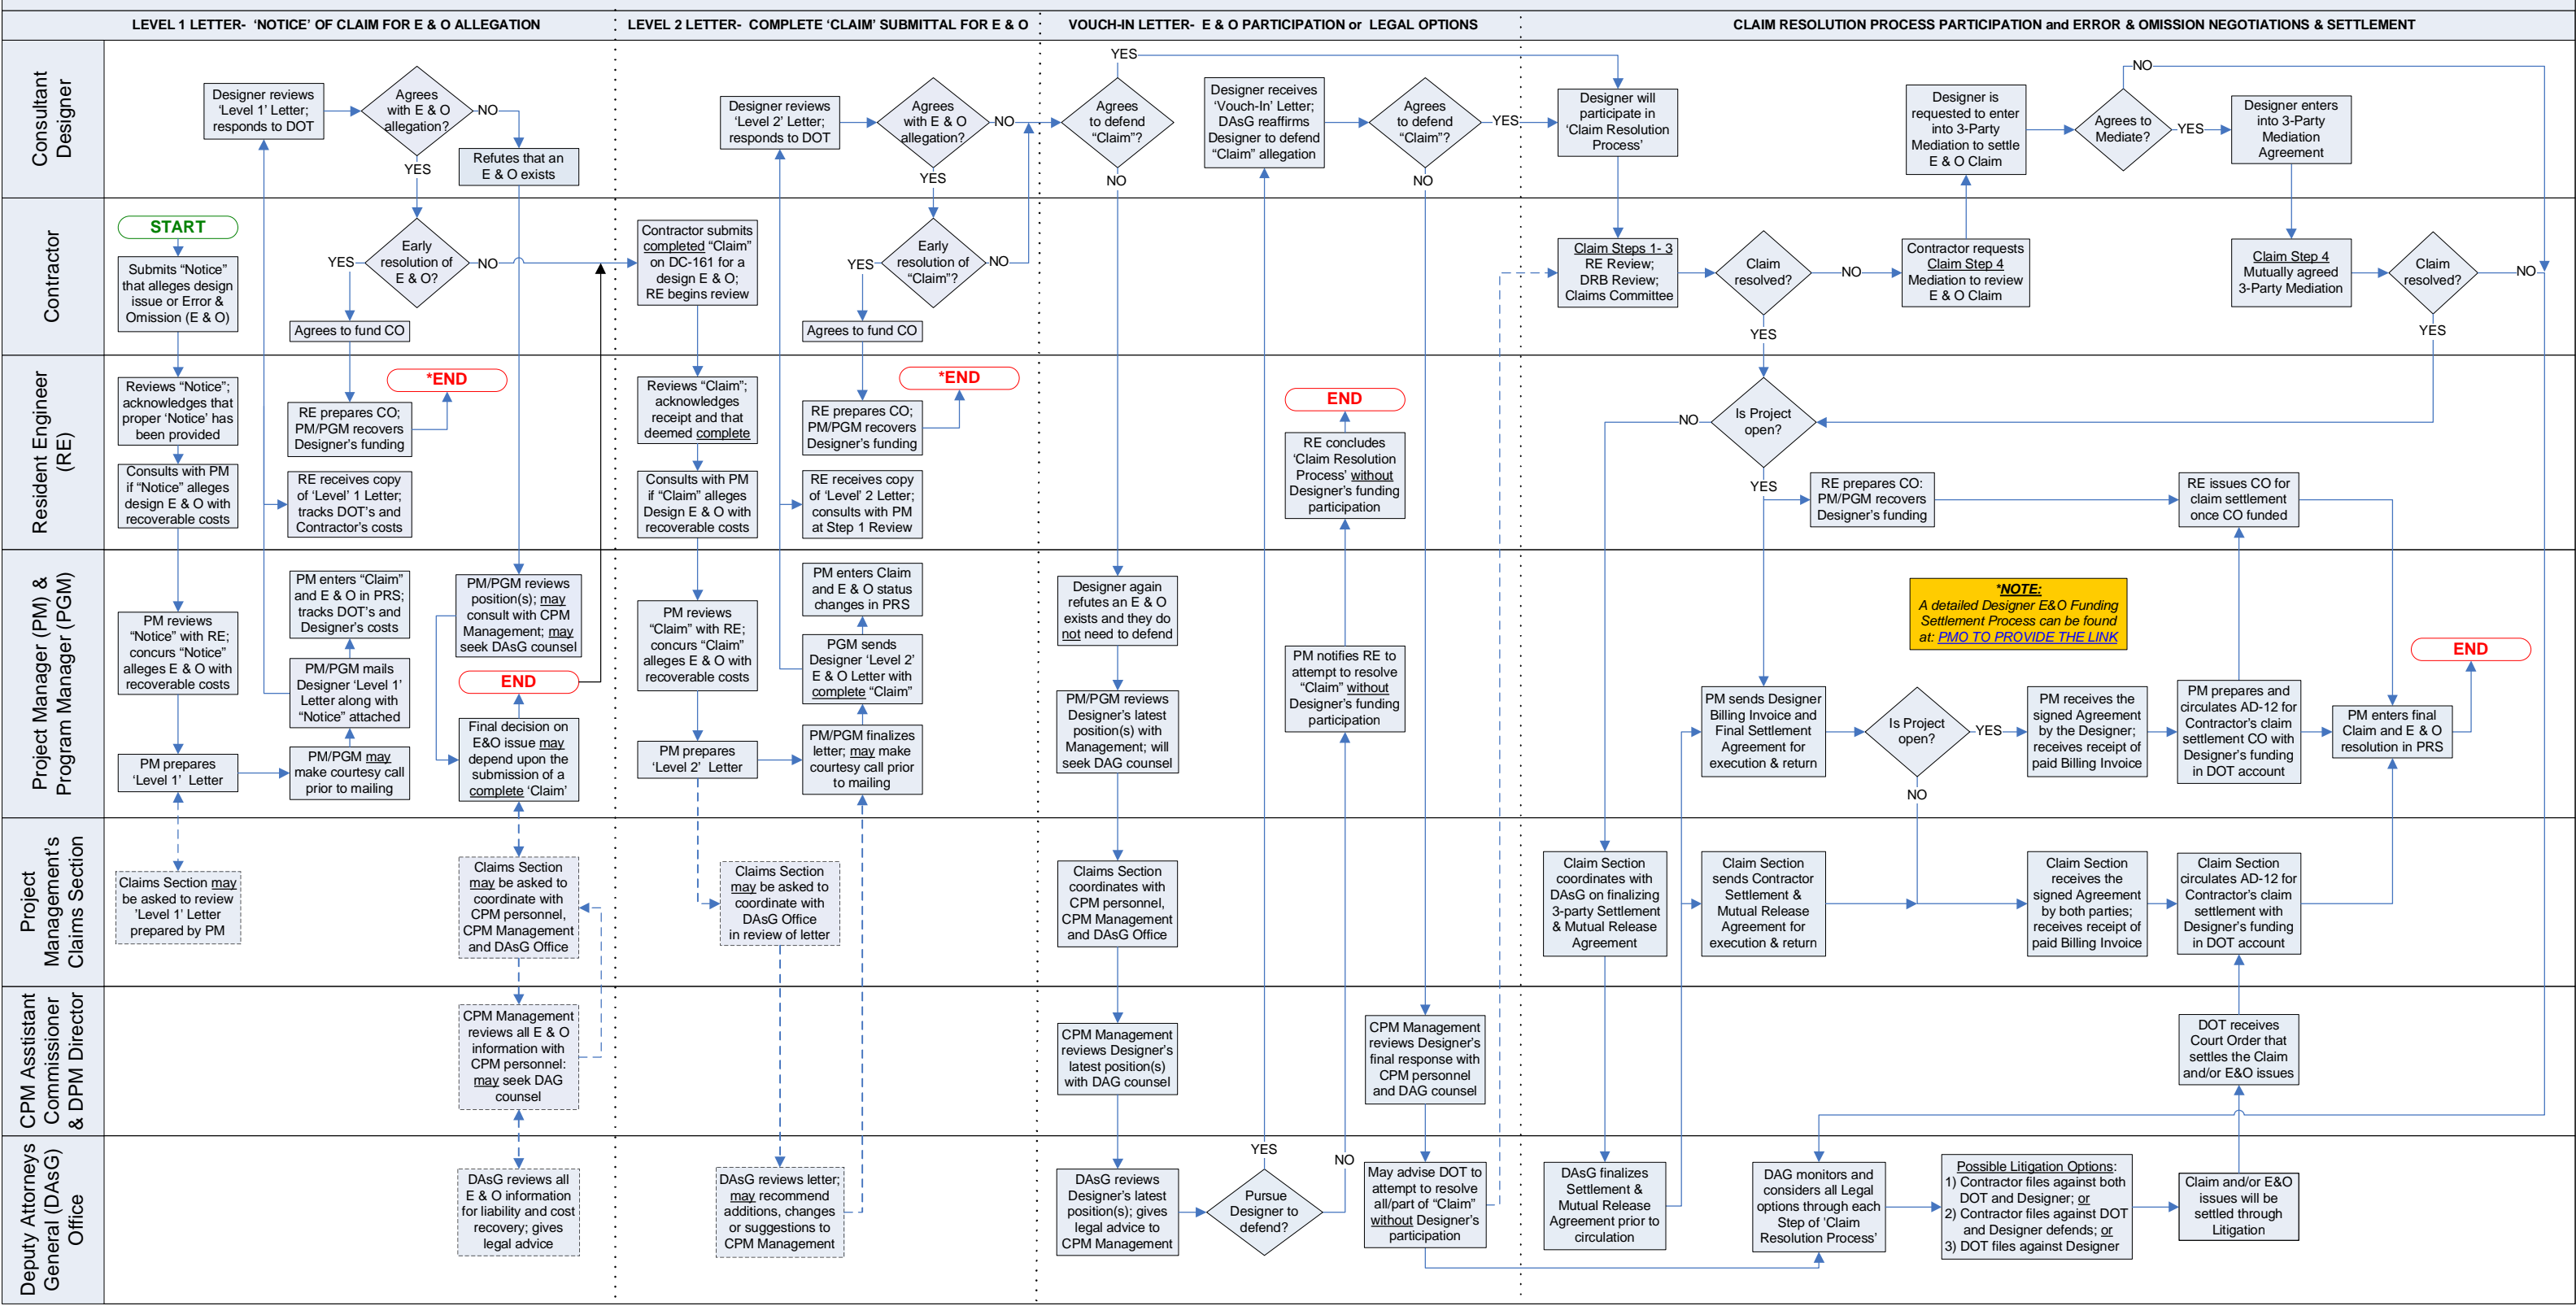 LEVEL 1 LETTER- ‘NOTICE’ OF CLAIM FOR E & O ALLEGATION
LEVEL 2 LETTER- COMPLETE ‘CLAIM’ SUBMITTAL FOR E & O
VOUCH-IN LETTER- E & O PARTICIPATION or LEGAL OPTIONS
CLAIM RESOLUTION PROCESS PARTICIPATION and ERROR & OMISSION NEGOTIATIONS & SETTLEMENT
Consultant
Designer
Designer reviews
‘Level 1’ Letter;
responds to DOT
Agrees
with E & O
allegation?
NO
YES
Refutes that an
E & O exists
Designer reviews
‘Level 2’ Letter;
responds to DOT
Agrees
with E & O
allegation?
NO
YES
YES
Agrees
to defend
“Claim”?
NO
Designer receives
‘Vouch-In’ Letter;
DAsG reaffirms
Designer to defend
“Claim” allegation
Agrees
to defend
“Claim”?
YES
NO
Designer will
participate in
‘Claim Resolution
Process’
Designer is
requested to enter
into 3-Party
Mediation to settle
E & O Claim
NO
Agrees to
Mediate?
YES
Designer enters
into 3-Party
Mediation
Agreement
Contractor
START
Submits “Notice”
that alleges design
issue or Error &
Omission (E & O)
YES
Early
resolution of
E & O?
NO
Agrees to fund CO
Contractor submits
completed “Claim”
on DC-161 for a
design E & O;
RE begins review
YES
Early
resolution of
“Claim”?
NO
Agrees to fund CO
Claim Steps 1- 3
RE Review;
DRB Review;
Claims Committee
Claim
resolved?
NO
YES
Contractor requests
Claim Step 4
Mediation to review
E & O Claim
Claim Step 4
Mutually agreed
3-Party Mediation
Claim
resolved?
NO
YES
Resident Engineer
(RE)
Reviews “Notice”;
acknowledges that
proper ‘Notice’ has
been provided
Consults with PM
if “Notice” alleges
design E & O with
recoverable costs
*END
RE prepares CO;
PM/PGM recovers
Designer’s funding
RE receives copy
of ‘Level’ 1 Letter;
tracks DOT’s and
Contractor’s costs
Reviews “Claim”;
acknowledges
receipt and that
deemed complete
Consults with PM
if “Claim” alleges
Design E & O with
recoverable costs
*END
RE prepares CO;
PM/PGM recovers
Designer’s funding
RE receives copy
of ‘Level’ 2 Letter;
consults with PM
at Step 1 Review
END
RE concludes
‘Claim Resolution
Process’ without
Designer’s funding
participation
NO
Is Project
open?
YES
RE prepares CO:
PM/PGM recovers
Designer’s funding
RE issues CO for
claim settlement
once CO funded
Project Manager (PM) &
Program Manager (PGM)
PM reviews
“Notice” with RE;
concurs “Notice”
alleges E & O with
recoverable costs
PM prepares
‘Level 1’ Letter
PM enters “Claim”
and E & O in PRS;
tracks DOT’s and
Designer’s costs
PM/PGM mails
Designer ‘Level 1’
Letter along with
“Notice” attached
PM/PGM may
make courtesy call
prior to mailing
PM/PGM reviews
position(s); may
consult with CPM
Management; may
seek DAsG counsel
END
Final decision on
E&O issue may
depend upon the
submission of a
complete ‘Claim’
PM reviews
“Claim” with RE;
concurs “Claim”
alleges E & O with
recoverable costs
PM prepares
‘Level 2’ Letter
PM enters Claim
and E & O status
changes in PRS
PGM sends
Designer ‘Level 2’
E & O Letter with
complete “Claim”
PM/PGM finalizes
letter; may make
courtesy call prior
to mailing
Designer again
refutes an E & O
exists and they do
not need to defend
PM/PGM reviews
Designer’s latest
position(s) with
Management; will
seek DAG counsel
PM notifies RE to
attempt to resolve
“Claim” without
Designer’s funding
participation
*NOTE:
A detailed Designer E&O Funding
Settlement Process can be found
at: PMO TO PROVIDE THE LINK
PM sends Designer
Billing Invoice and
Final Settlement
Agreement for
execution & return
Is Project
open?
YES
NO
PM receives the
signed Agreement
by the Designer;
receives receipt of
paid Billing Invoice
PM prepares and
circulates AD-12 for
Contractor’s claim
settlement CO with
Designer’s funding
in DOT account
END
PM enters final
Claim and E & O
resolution in PRS
Project
Management’s
Claims Section
Claims Section may
be asked to review
’Level 1’ Letter
prepared by PM
Claims Section
may be asked to
coordinate with
CPM personnel,
CPM Management
and DAsG Office
Claims Section
may be asked to
coordinate with
DAsG Office
in review of letter
Claims Section
coordinates with
CPM personnel,
CPM Management
and DAsG Office
Claim Section
coordinates with
DAsG on finalizing
3-party Settlement
& Mutual Release
Agreement
Claim Section
sends Contractor
Settlement &
Mutual Release
Agreement for
execution & return
Claim Section
receives the
signed Agreement
by both parties;
receives receipt of
paid Billing Invoice
Claim Section
circulates AD-12 for
Contractor’s claim
settlement with
Designer’s funding
in DOT account
CPM Asstistant
Commissioner
& DPM Director
CPM Management
reviews all E & O
information with
CPM personnel:
may seek DAG
counsel
CPM Management
reviews Designer’s
latest position(s)
with DAG counsel
CPM Management
reviews Designer’s
final response with
CPM personnel
and DAG counsel
DOT receives
Court Order that
settles the Claim
and/or E&O issues
Deputy Attorneys
General (DAsG)
Office
DAsG reviews all
E & O information
for liability and cost
recovery; gives
legal advice
DAsG reviews letter;
may recommend
additions, changes
or suggestions to
CPM Management
DAsG reviews
Designer’s latest
position(s); gives
legal advice to
CPM Management
YES
Pursue
Designer to
defend?
NO
May advise DOT to
attempt to resolve
all/part of “Claim”
without Designer’s
participation
DAsG finalizes
Settlement &
Mutual Release
Agreement prior to
circulation
DAG monitors and
considers all Legal
options through each
Step of ’Claim
Resolution Process’
Possible Litigation Options:
1) Contractor files against both
DOT and Designer; or
2) Contractor files against DOT
and Designer defends; or
3) DOT files against Designer
Claim and/or E&O
issues will be
settled through
Litigation